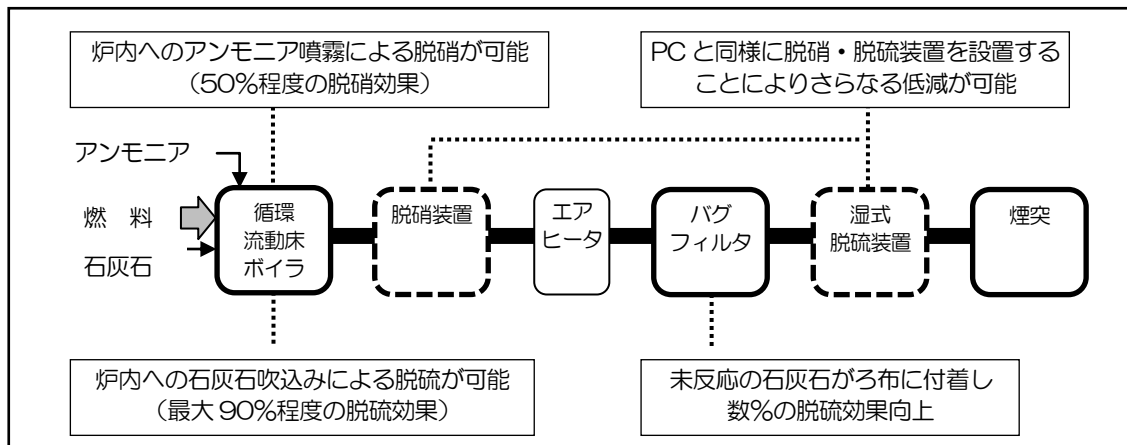 炉内へのアンモニア噴霧による脱硝が可能
(50%程度の脱硝効果)
PCと同様に脱硝・脱硫装置を設置する
ことによりさらなる低減が可能
アンモニア
燃 料
石灰石
循環
流動床
ボイラ
脱硝装置
エア
ヒータ
バグ
フィルタ
湿式
脱硫装置
煙突
炉内への石灰石吹込みによる脱硫が可能
(最大90%程度の脱硫効果)
未反応の石灰石がろ布に付着し
数%の脱硫効果向上